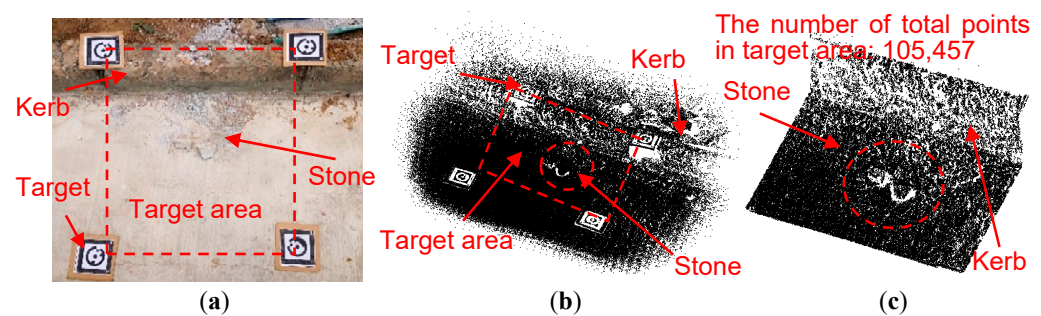 Kerb
Target
Target area
Stone
(a)
Target
Kerb
Target area
Stone
(b)
The number of total points
in target area: 105,457
Stone
Kerb
(c)